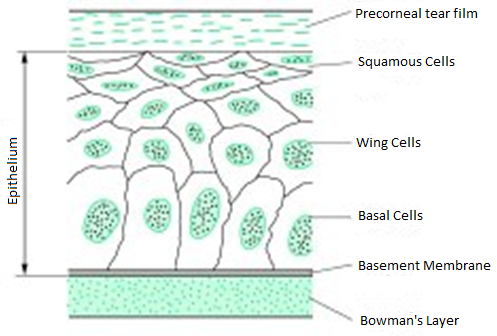 Precorneal tear film
Squamous Cells
Epithelium
Wing Cells
Basal Cells
Basement Membrane
Bowman's Layer